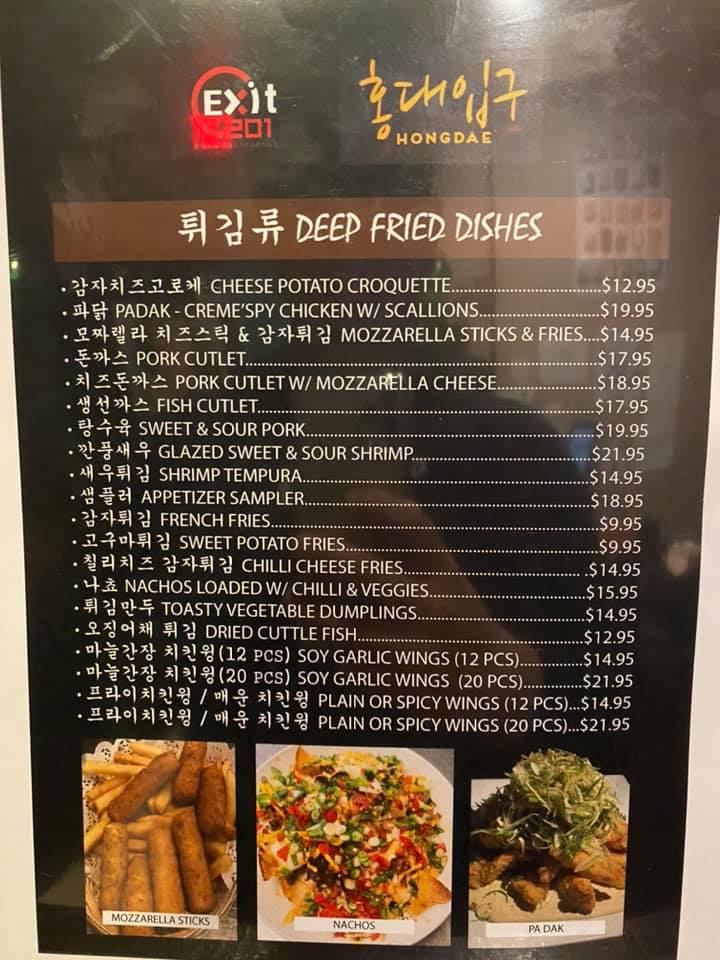 Exit
201
홍대입구
HONGDAE
튀김류 DEEP FRIED DISHES
• 감자치즈고로케 CHEESE POTATO CROQUETTE..............................$12.95
• 파닭 PADAK - CREME'SPY CHICKEN W/ SCALLIONS........................$19.95
• 모짜렐라 치즈스틱 & 감자튀김 MOZZARELLA STICKS & FRIES....$14.95
• 돈까스 PORK CUTLET......................................................................$17.95
• 치즈돈까스 PORK CUTLET W/ MOZZARELLA CHEESE....................$18.95
• 생선까스 FISH CUTLET...................................................................$17.95
• 탕수육 SWEET & SOUR PORK..........................................................$19.95
• 깐풍새우 GLAZED SWEET & SOUR SHRIMP...................................$21.95
• 새우튀김 SHRIMP TEMPURA..........................................................$14.95
• 샘플러 APPETIZER SAMPLER.........................................................$18.95
• 감자튀김 FRENCH FRIES.................................................................$9.95
• 고구마튀김 SWEET POTATO FRIES..................................................$9.95
• 칠리치즈 감자튀김 CHILLI CHEESE FRIES................................... .$14.95
• 나쵸 NACHOS LOADED W/ CHILLI & VEGGIES...............................$15.95
• 튀김만두 TOASTY VEGETABLE DUMPLINGS..................................$14.95
• 오징어채 튀김 DRIED CUTTLE FISH..............................................$12.95
• 마늘간장 치킨윙(12 PCS) SOY GARLIC WINGS (12 PCS)...............$14.95
• 마늘간장 치킨윙(20 PCS) SOY GARLIC WINGS (20 PCS)..............$21.95
• 프라이치킨윙 / 매운 치킨윙 PLAIN OR SPICY WINGS (12 PCS)...$14.95
• 프라이치킨윙 / 매운 치킨윙 PLAIN OR SPICY WINGS (20 PCS)...$21.95
MOZZARELLA STICKS
NACHOS
PA DAK